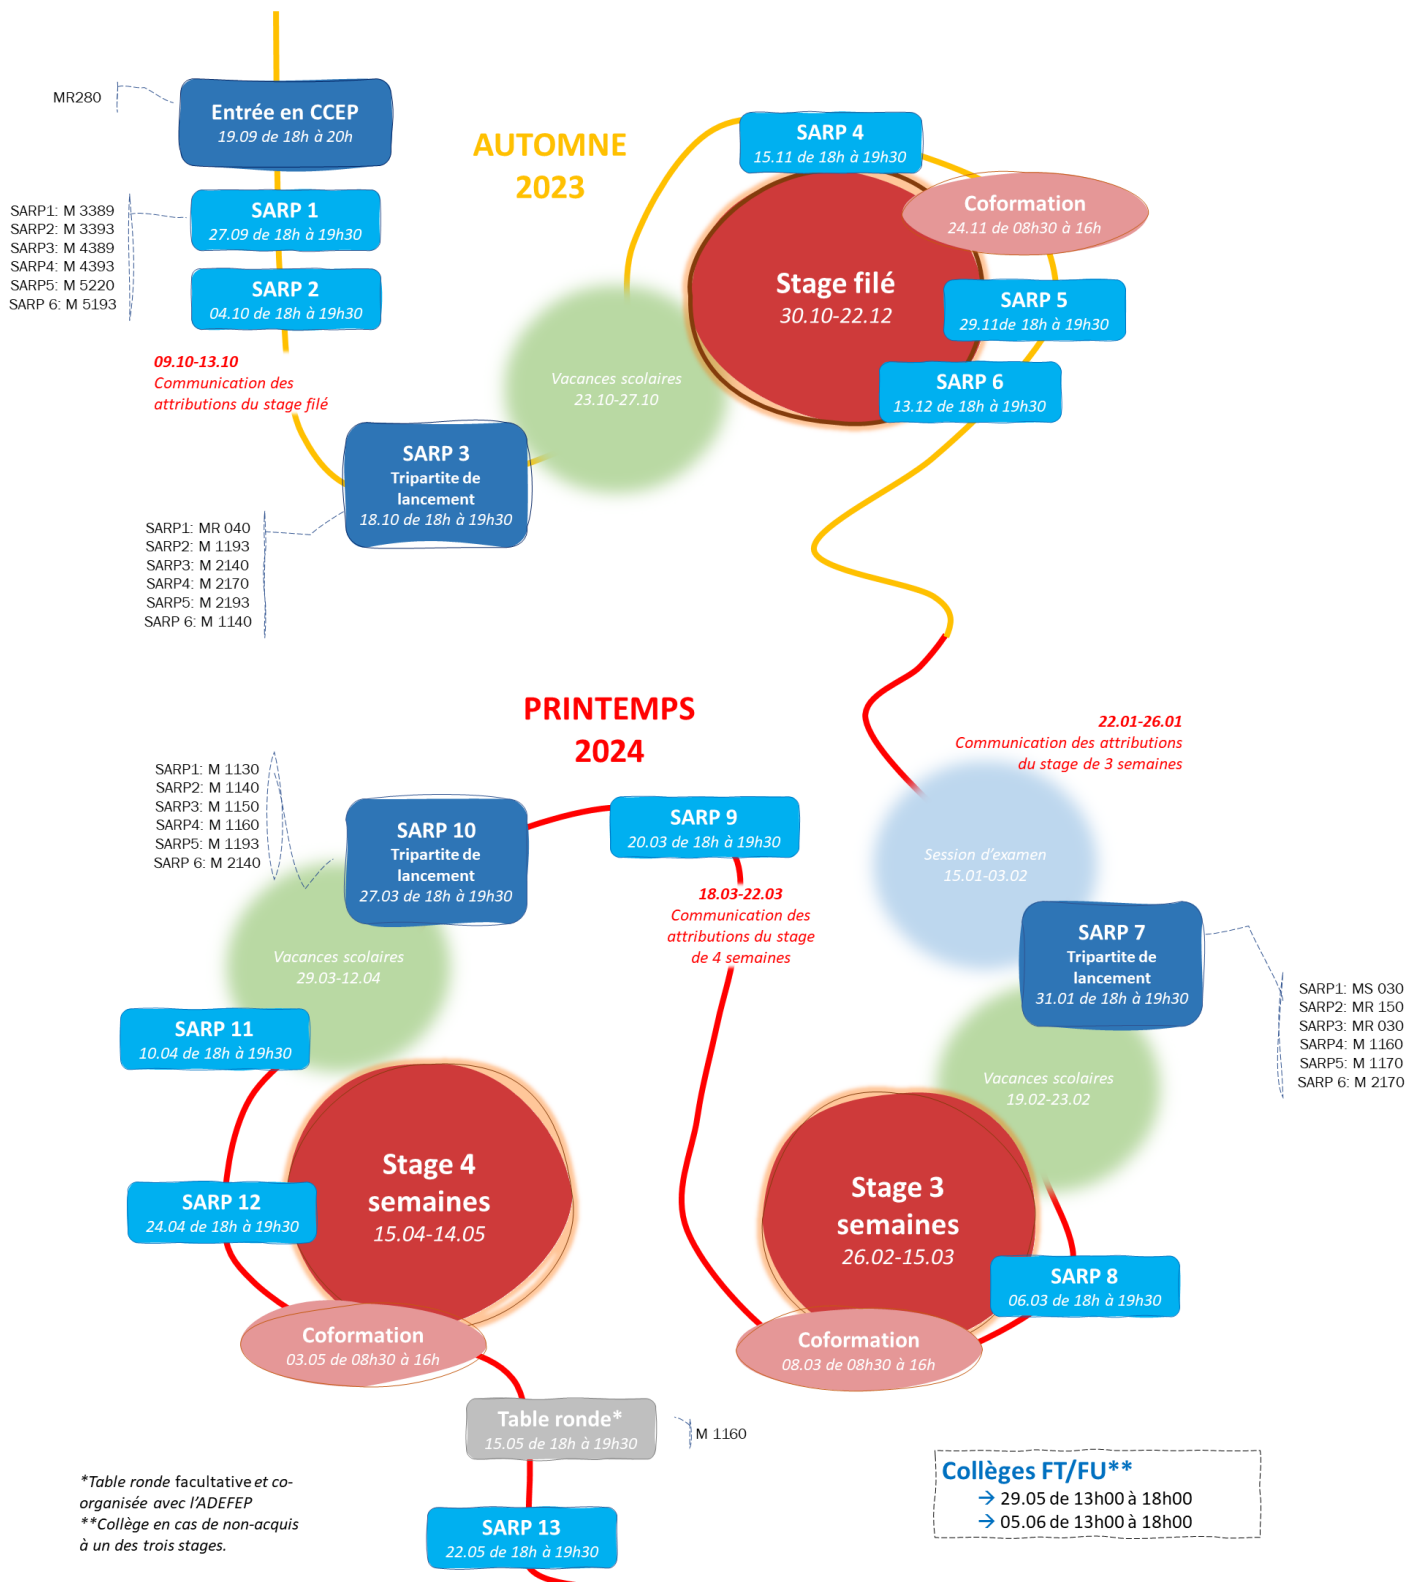 MR280
Entrée en CCEP
19.09 de 18h à 20h
AUTOMNE
2023
SARP1: M 3389
SARP2: M 3393
SARP3: M 4389
SARP4: M 4393
SARP5: M 5220
SARP 6: M 5193
SARP 1
27.09 de 18h à 19h30
SARP 2
04.10 de 18h à 19h30
09.10-13.10
Communication des
attributions du stage filé
SARP 3
Tripartite de
lancement
18.10 de 18h à 19h30
SARP1: MR 040
SARP2: M 1193
SARP3: M 2140
SARP4: M 2170
SARP5: M 2193
SARP 6: M 1140
Vacances scolaires
23.10-27.10
SARP 4
15.11 de 18h à 19h30
Coformation
24.11 de 08h30 à 16h
Stage filé
30.10-22.12
SARP 5
29.11de 18h à 19h30
SARP 6
13.12 de 18h à 19h30
PRINTEMPS
2024
22.01-26.01
Communication des attributions
du stage de 3 semaines
Session d'examen
15.01-03.02
SARP 7
Tripartite de
lancement
31.01 de 18h à 19h30
SARP1: MS 030
SARP2: MR 150
SARP3: MR 030
SARP4: M 1160
SARP5: M 1170
SARP 6: M 2170
Vacances scolaires
19.02-23.02
Stage 3
semaines
26.02-15.03
SARP 8
06.03 de 18h à 19h30
Coformation
08.03 de 08h30 à 16h
18.03-22.03
Communication des
attributions du stage
de 4 semaines
SARP 9
20.03 de 18h à 19h30
SARP 10
Tripartite de
lancement
27.03 de 18h à 19h30
SARP1: M 1130
SARP2: M 1140
SARP3: M 1150
SARP4: M 1160
SARP5: M 1193
SARP 6: M 2140
Vacances scolaires
29.03-12.04
SARP 11
10.04 de 18h à 19h30
Stage 4
semaines
15.04-14.05
SARP 12
24.04 de 18h à 19h30
Coformation
03.05 de 08h30 à 16h
Table ronde*
15.05 de 18h à 19h30
M 1160
SARP 13
22.05 de 18h à 19h30
*Table ronde facultative et co-
organisée avec l'ADEFEP
**Collège en cas de non-acquis
à un des trois stages.
Collèges FT/FU**
→ 29.05 de 13h00 à 18h00
→ 05.06 de 13h00 à 18h00